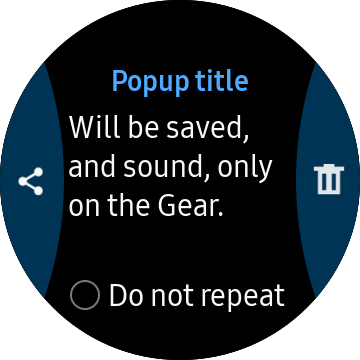 Popup title
Will be saved,
and sound, only
on the Gear.
Do not repeat